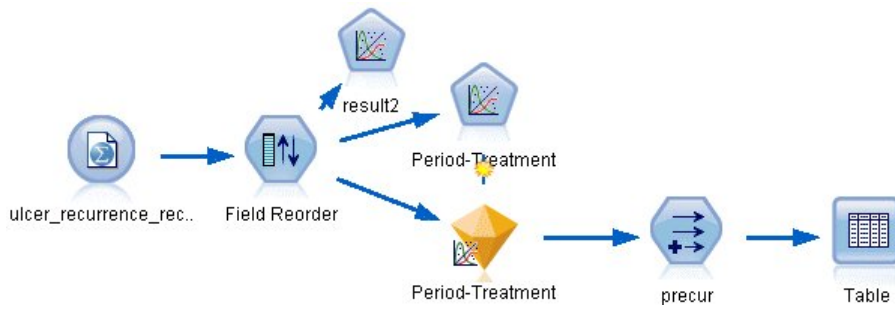 result2
Period-Treatment
ulcer_recurrence_rec..
Field Reorder
Period-Treatment
precur
Table